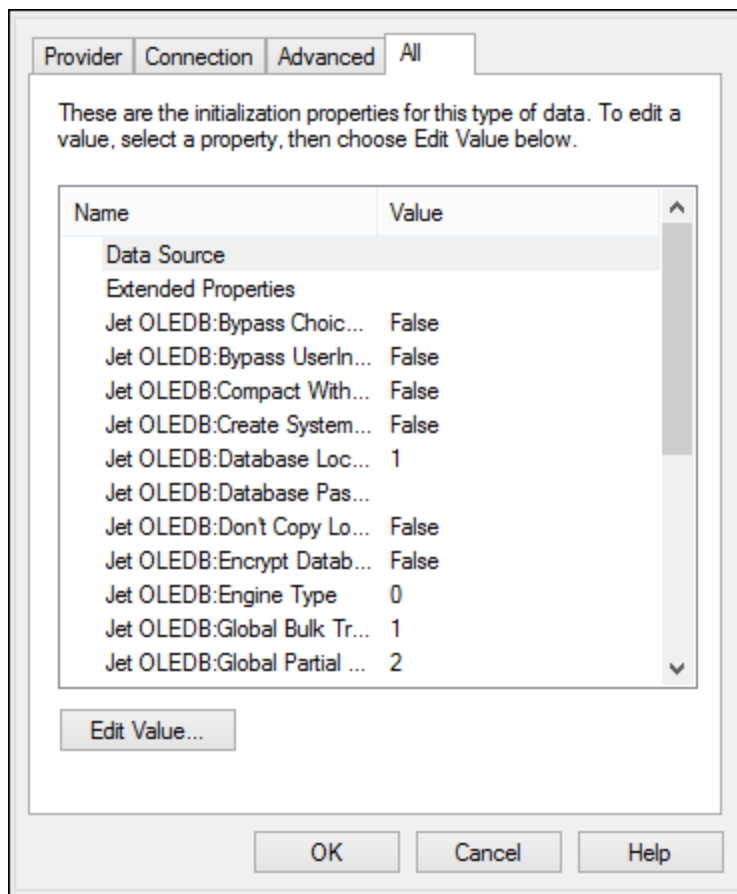 Provider Connection Advanced All
These are the initialization properties for this type of data. To edit a
value, select a property, then choose Edit Value below.
Name Value
Data Source
Extended Properties
Jet OLEDB:Bypass Choic... False
Jet OLEDB:Bypass UserIn... False
Jet OLEDB:Compact With... False
Jet OLEDB:Create System... False
Jet OLEDB:Database Loc... 1
Jet OLEDB:Database Pas...
Jet OLEDB:Don't Copy Lo... False
Jet OLEDB:Encrypt Datab... False
Jet OLEDB:Engine Type 0
Jet OLEDB:Global Bulk Tr... 1
Jet OLEDB:Global Partial ... 2
Edit Value...
OK Cancel Help